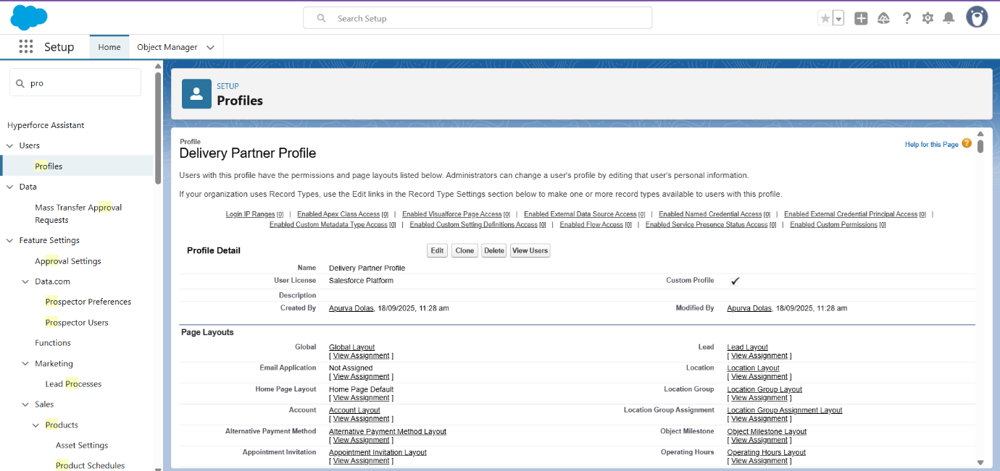 Search Setup
Setup
Home
Object Manager
pro
Hyperforce Assistant
Users
Profiles
Data
Mass Transfer Approval
Requests
Feature Settings
Approval Settings
Data.com
Prospector Preferences
Prospector Users
Functions
Marketing
Lead Processes
Sales
Products
Asset Settings
Product Schedules
SETUP
Profiles
Profile
Delivery Partner Profile
Help for this Page ?
Users with this profile have the permissions and page layouts listed below. Administrators can change a user's profile by editing that user's personal information.
If your organization uses Record Types, use the Edit links in the Record Type Settings section below to make one or more record types available to users with this profile.
Login IP Ranges [0] | Enabled Apex Class Access [0] | Enabled Visualforce Page Access [0] | Enabled External Data Source Access [0] | Enabled Named Credential Access [0] | Enabled External Credential Principal Access [0] |
Enabled Custom Metadata Type Access [0] | Enabled Custom Setting Definitions Access [0] | Enabled Flow Access [0] | Enabled Service Presence Status Access [0] | Enabled Custom Permissions [0]
Profile Detail Edit Clone Delete View Users
Name Delivery Partner Profile
User License Salesforce Platform Custom Profile ✓
Description
Created By Apurva Dolas, 18/09/2025, 11:28 am Modified By Apurva Dolas, 18/09/2025, 11:28 am
Page Layouts
Global Global Layout Lead Lead Layout
[ View Assignment ] [ View Assignment ]
Email Application Not Assigned Location Location Layout
[ View Assignment ] [ View Assignment ]
Home Page Layout Home Page Default Location Group Location Group Layout
[ View Assignment ] [ View Assignment ]
Account Account Layout Location Group Assignment Location Group Assignment Layout
[ View Assignment ] [ View Assignment ]
Alternative Payment Method Alternative Payment Method Layout Object Milestone Object Milestone Layout
[ View Assignment ] [ View Assignment ]
Appointment Invitation Appointment Invitation Layout Operating Hours Operating Hours Layout
[ View Assignment ] [ View Assignment ]